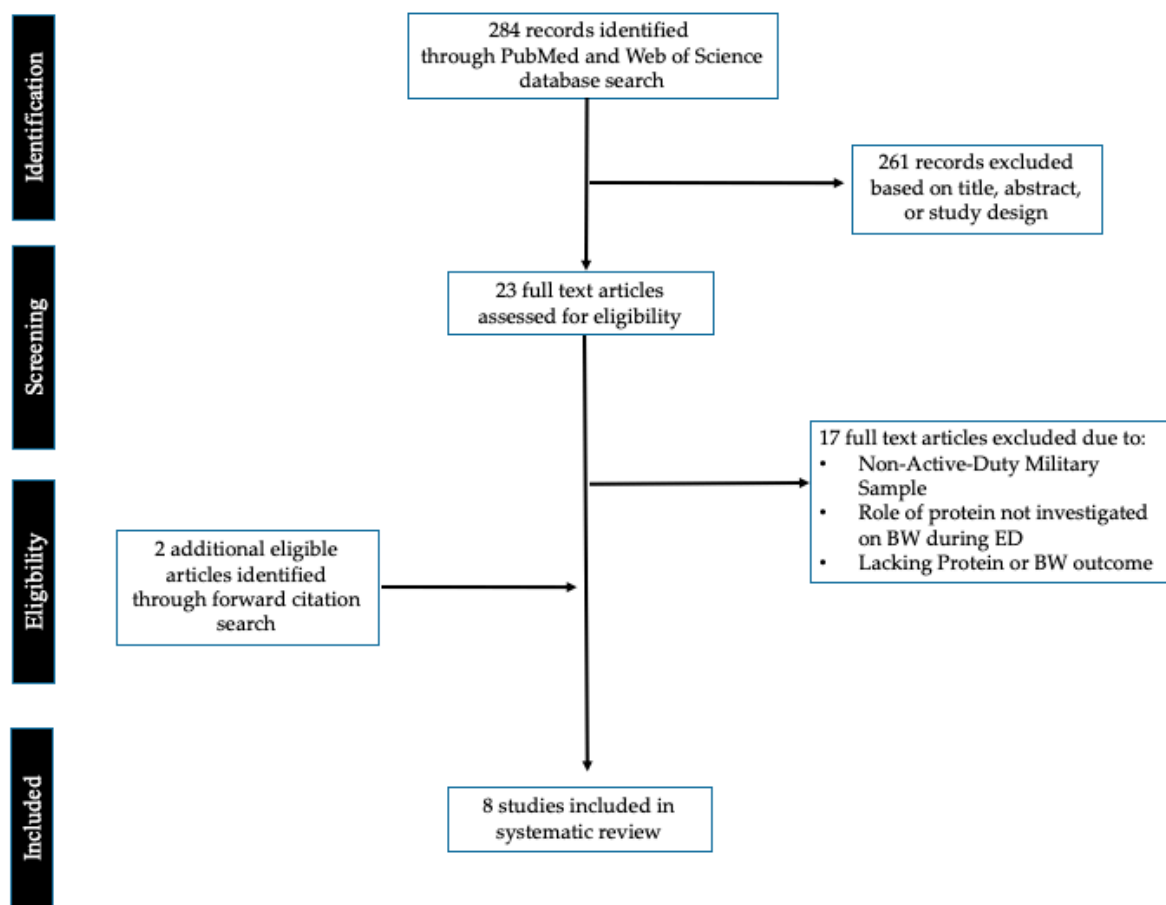 Identification
284 records identified
through PubMed and Web of Science
database search
261 records excluded
based on title, abstract,
or study design
Screening
23 full text articles
assessed for eligibility
17 full text articles excluded due to:
• Non-Active-Duty Military
Sample
• Role of protein not investigated
on BW during ED
• Lacking Protein or BW outcome
Eligibility
2 additional eligible
articles identified
through forward citation
search
Included
8 studies included in
systematic review